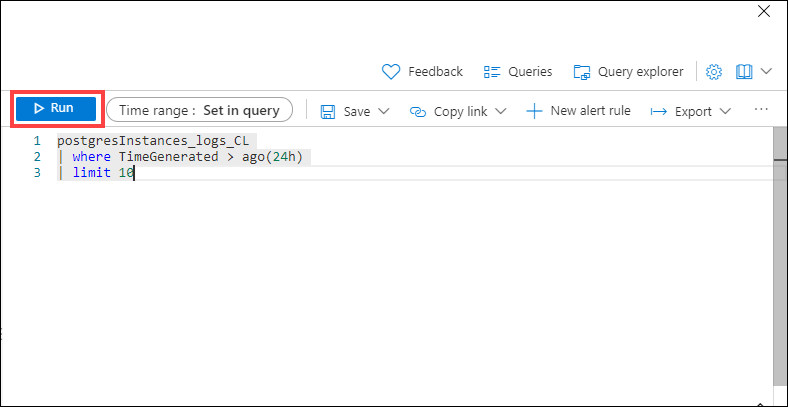 Feedback Queries Query explorer
Run Time range : Set in query Save Copy link New alert rule Export ...
1 postgresInstances_logs_CL
2 | where TimeGenerated > ago(24h)
3 | limit 10